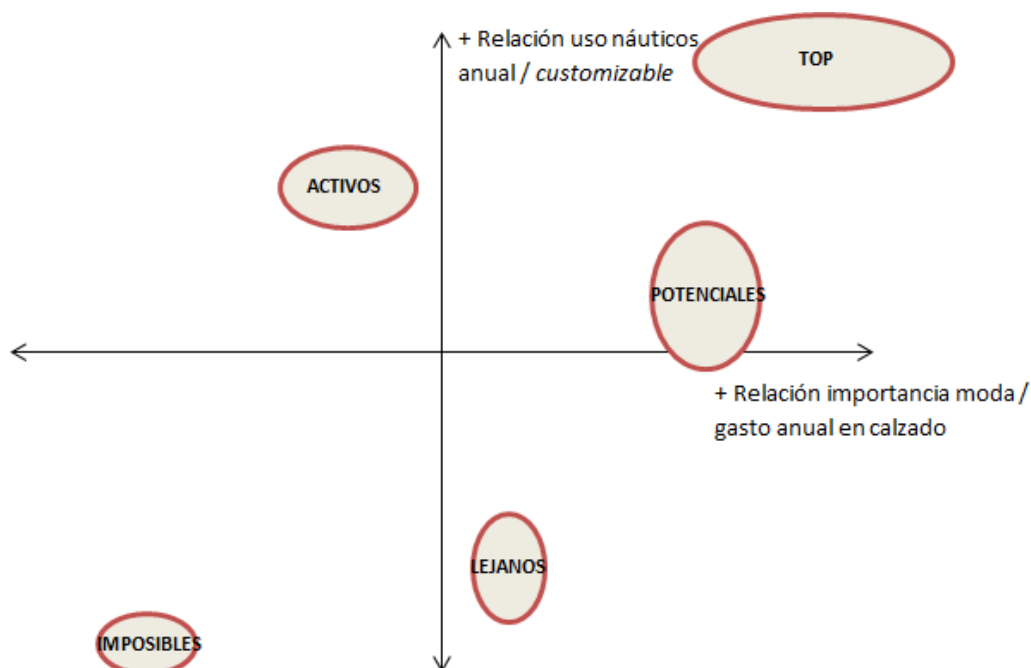 + Relación uso náuticos
anual / customizable
TOP
ACTIVOS
POTENCIALES
+ Relación importancia moda /
gasto anual en calzado
LEJANOS
IMPOSIBLES